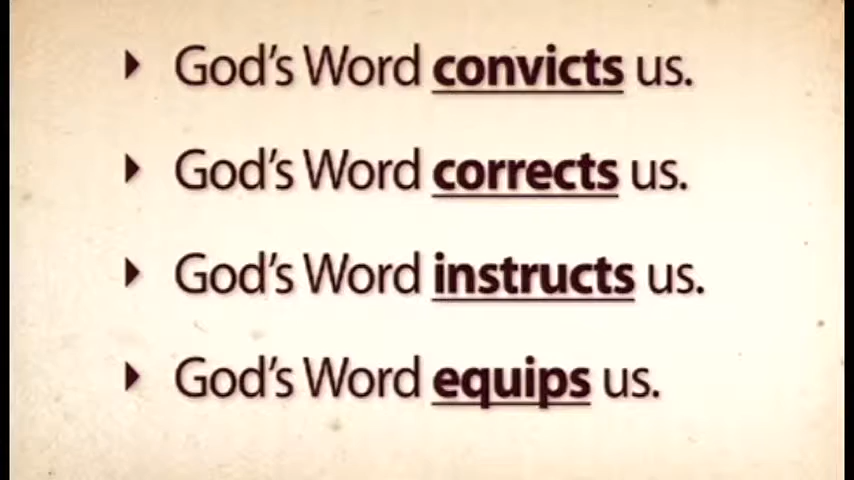 God's Word convicts us.
God's Word corrects us.
God's Word instructs us.
God's Word equips us.